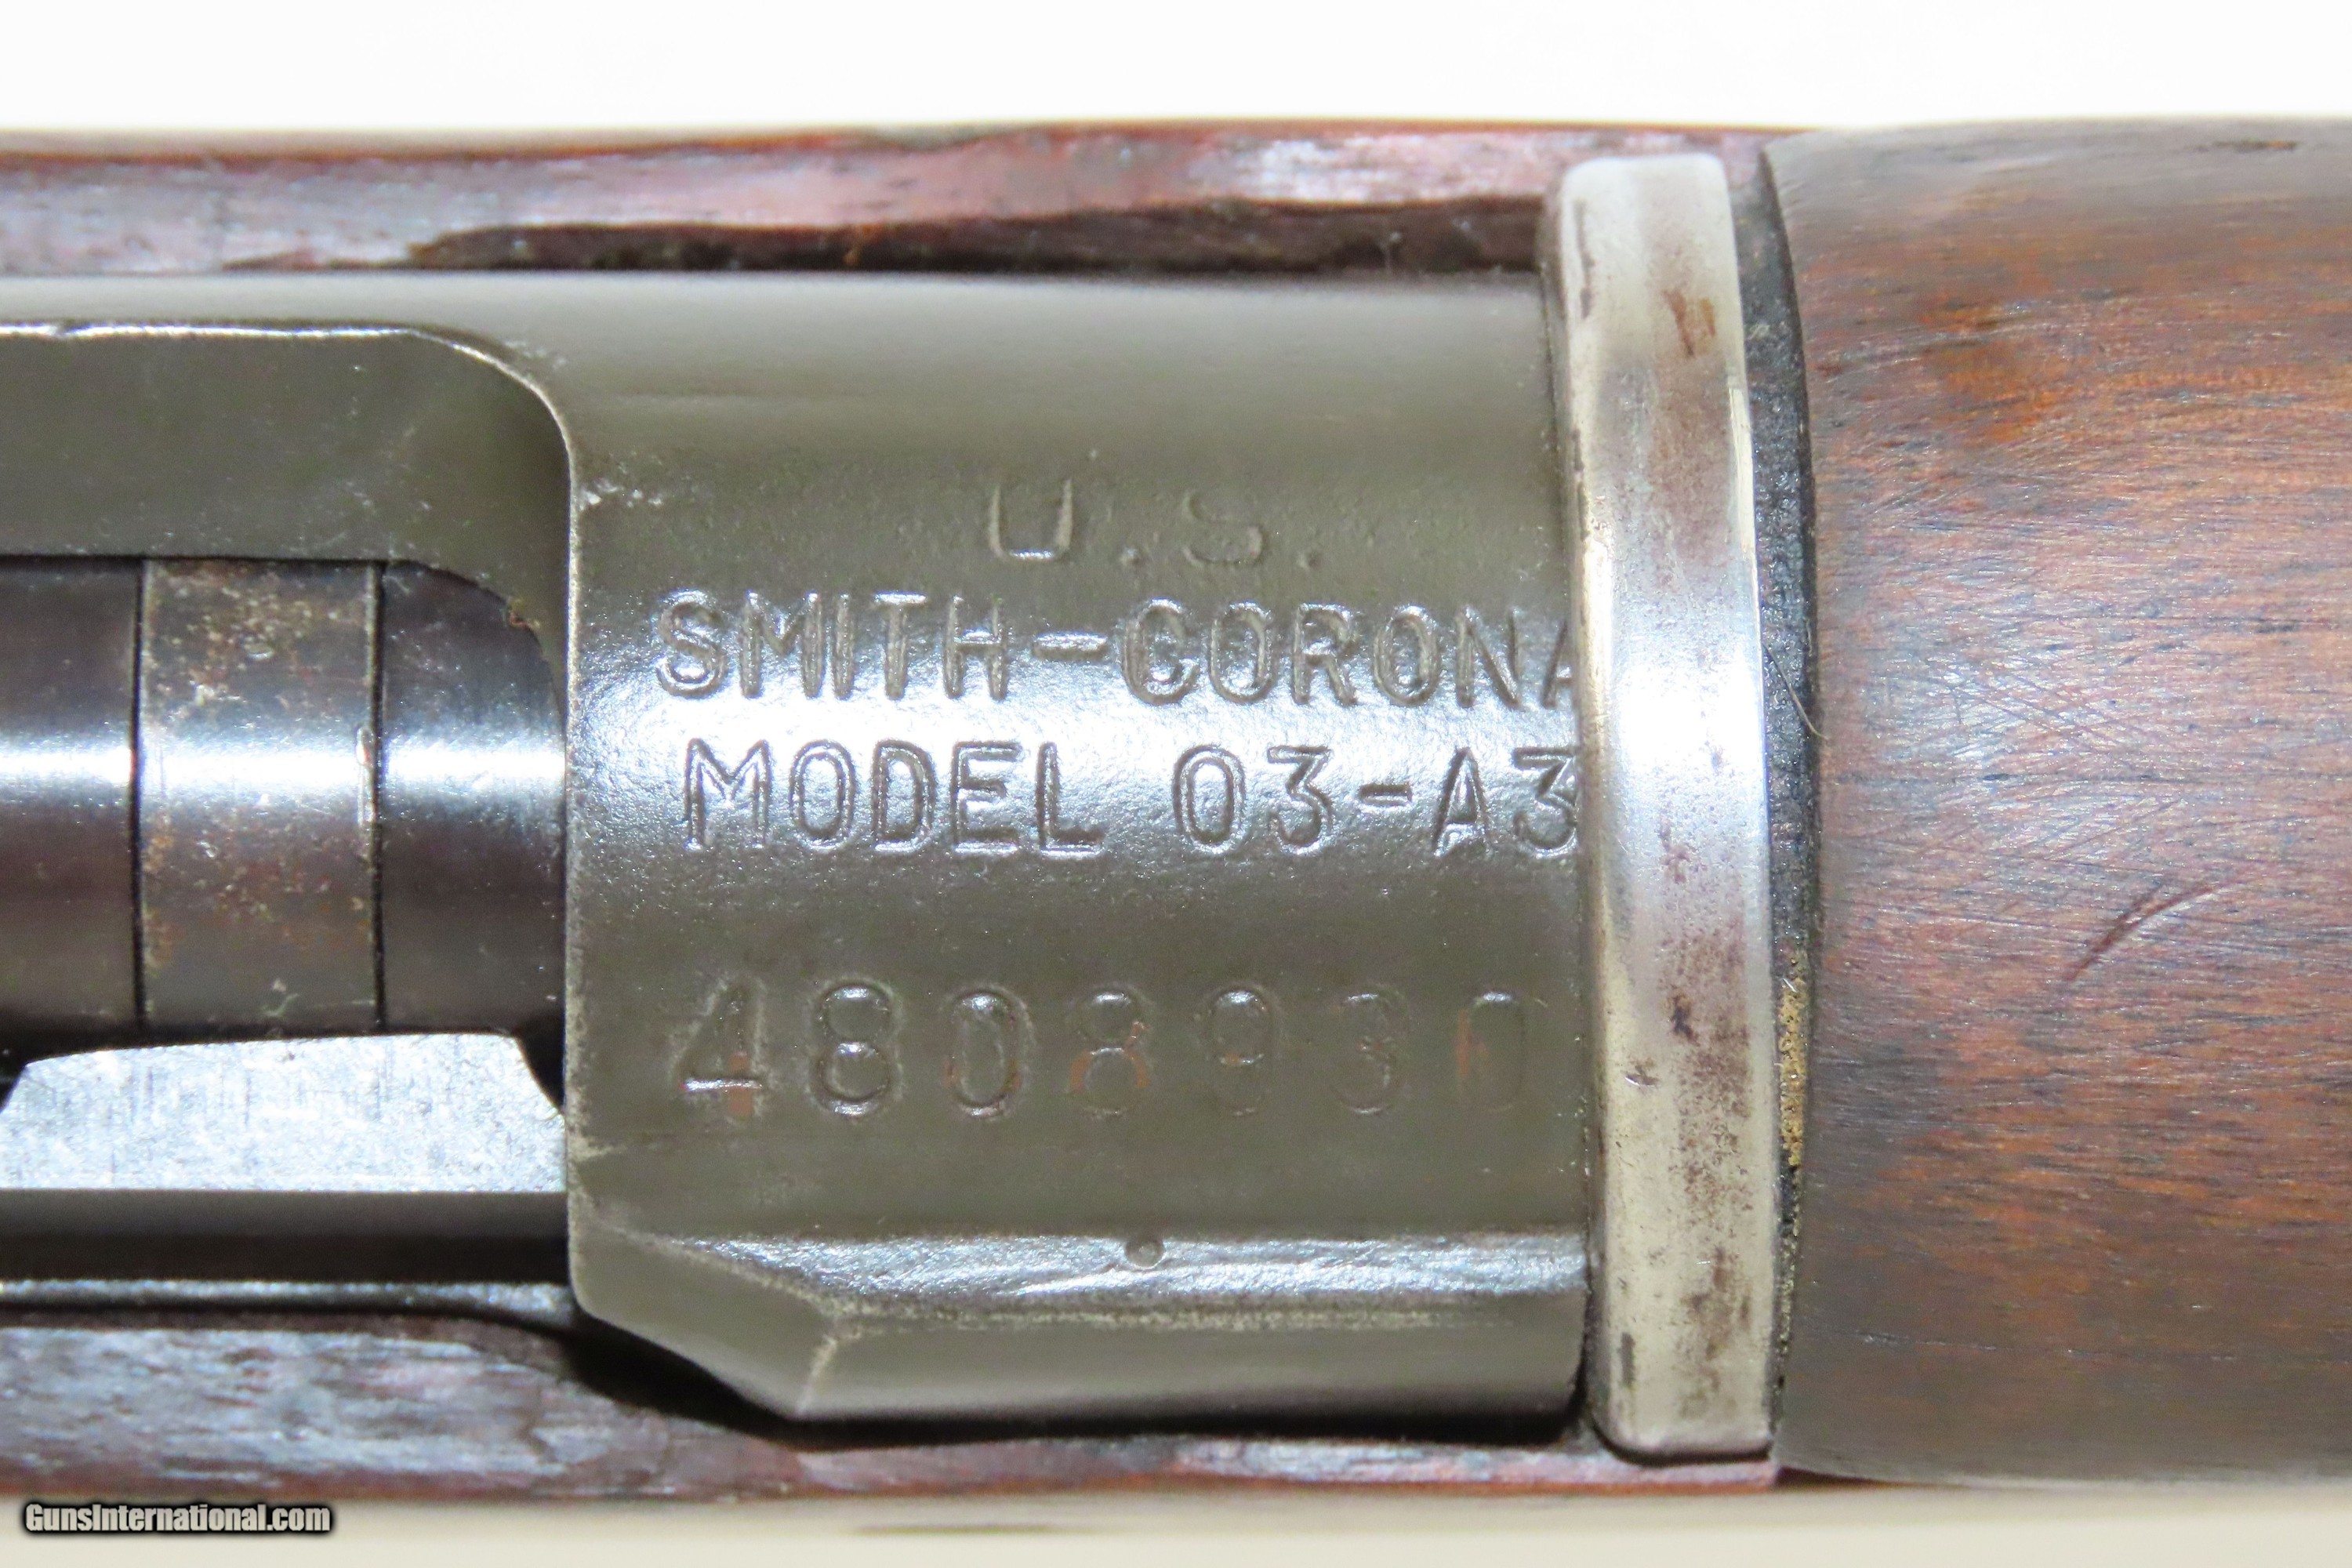 U.S.
SMITH-CORONA
MODEL 03-A3
4808930
GunsInternational.com